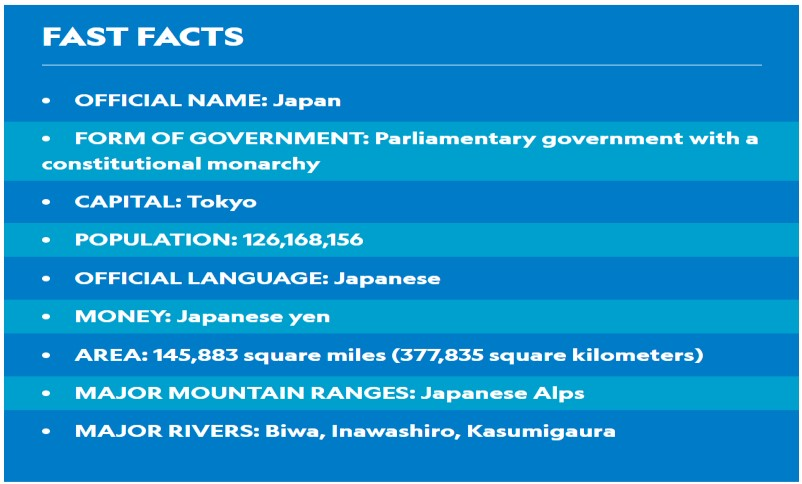 FAST FACTS
• OFFICIAL NAME: Japan
• FORM OF GOVERNMENT: Parliamentary government with a
constitutional monarchy
• CAPITAL: Tokyo
• POPULATION: 126,168,156
• OFFICIAL LANGUAGE: Japanese
• MONEY: Japanese yen
• AREA: 145,883 square miles (377,835 square kilometers)
• MAJOR MOUNTAIN RANGES: Japanese Alps
• MAJOR RIVERS: Biwa, Inawashiro, Kasumigaura